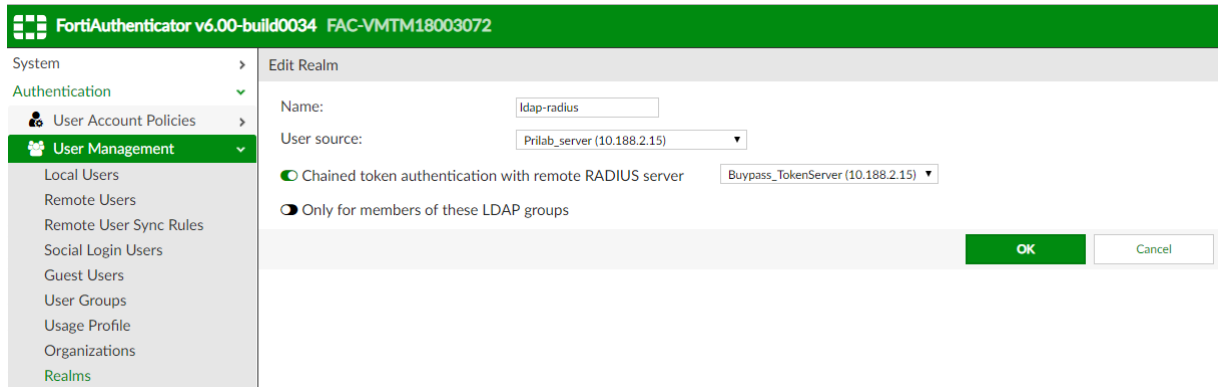 FortiAuthenticator v6.00-build0034 FAC-VMTM18003072
System
Authentication
User Account Policies
User Management
Local Users
Remote Users
Remote User Sync Rules
Social Login Users
Guest Users
User Groups
Usage Profile
Organizations
Realms
Edit Realm
Name: ldap-radius
User source: Prilab_server (10.188.2.15)
Chained token authentication with remote RADIUS server Buypass_TokenServer (10.188.2.15)
Only for members of these LDAP groups
OK Cancel